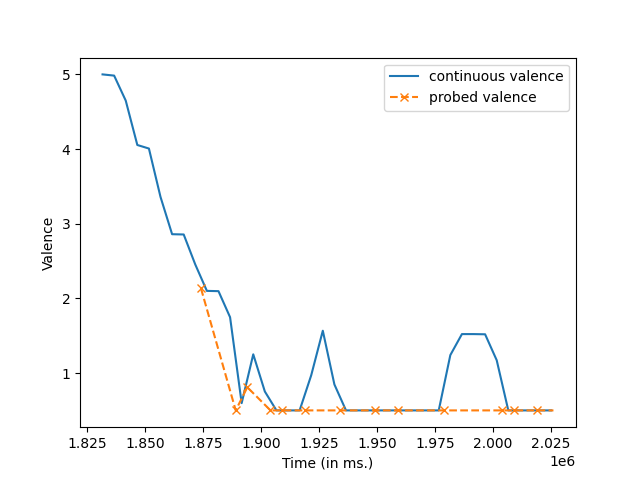 continuous valence
probed valence
5
4
3
2
1
Valence
1.825 1.850 1.875 1.900 1.925 1.950 1.975 2.000 2.025
Time (in ms.)
1e6